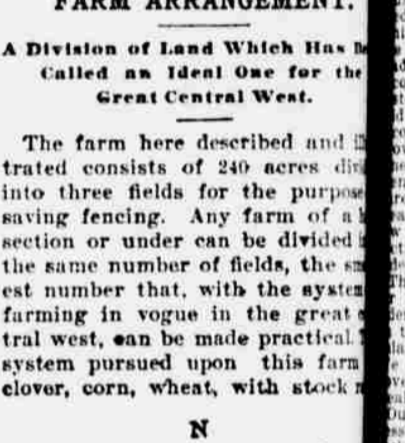 FARM ARRANGEMENT.
A Division of Land Which Has
Called an Ideal One for the
Great Central West.
The farm here described and
trated consists of 240 acres
into three fields for the purpose
saving fencing. Any farm of a
section or under can be divided
the same number of fields, the
est number that, with the system
farming in vogue in the great
tral west, can be made practical.
system pursued upon this farm
clover, corn, wheat, with stock
N